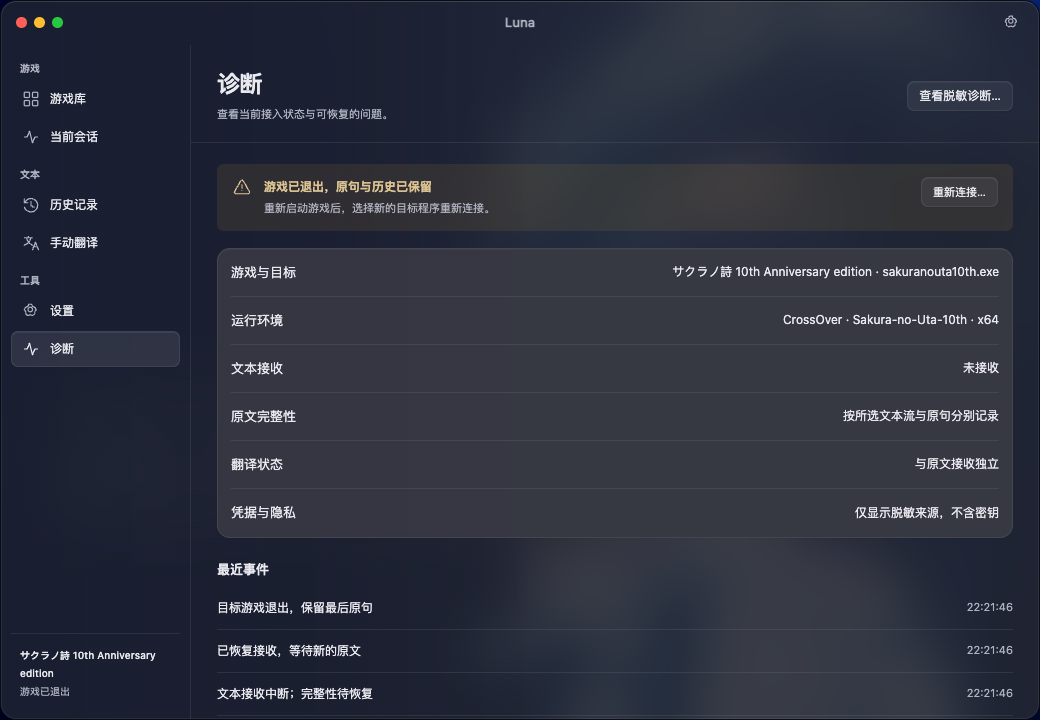 Luna
游戏
游戏库
当前会话
文本
历史记录
手动翻译
工具
设置
诊断
サクラノ詩 10th Anniversary
edition
游戏已退出
诊断
查看当前接入状态与可恢复的问题。
查看脱敏诊断...
游戏已退出，原句与历史已保留
重新启动游戏后，选择新的目标程序重新连接。
重新连接...
游戏与目标
サクラノ詩 10th Anniversary edition · sakuranouta10th.exe
运行环境
CrossOver · Sakura-no-Uta-10th · x64
文本接收
未接收
原文完整性
按所选文本流与原句分别记录
翻译状态
与原文接收独立
凭据与隐私
仅显示脱敏来源，不含密钥
最近事件
目标游戏退出，保留最后原句
22:21:46
已恢复接收，等待新的原文
22:21:46
文本接收中断；完整性待恢复
22:21:46